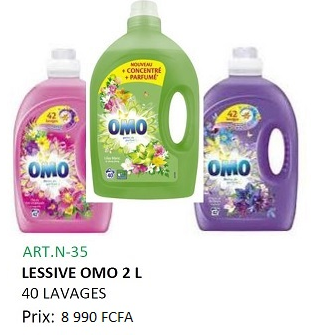 NOUVEAU
+ CONCENTRÉ
+ PARFUMÉ*
42
OMO
42
OMO
OMO
40
ART.N-35
LESSIVE OMO 2 L
40 LAVAGES
Prix: 8 990 FCFA